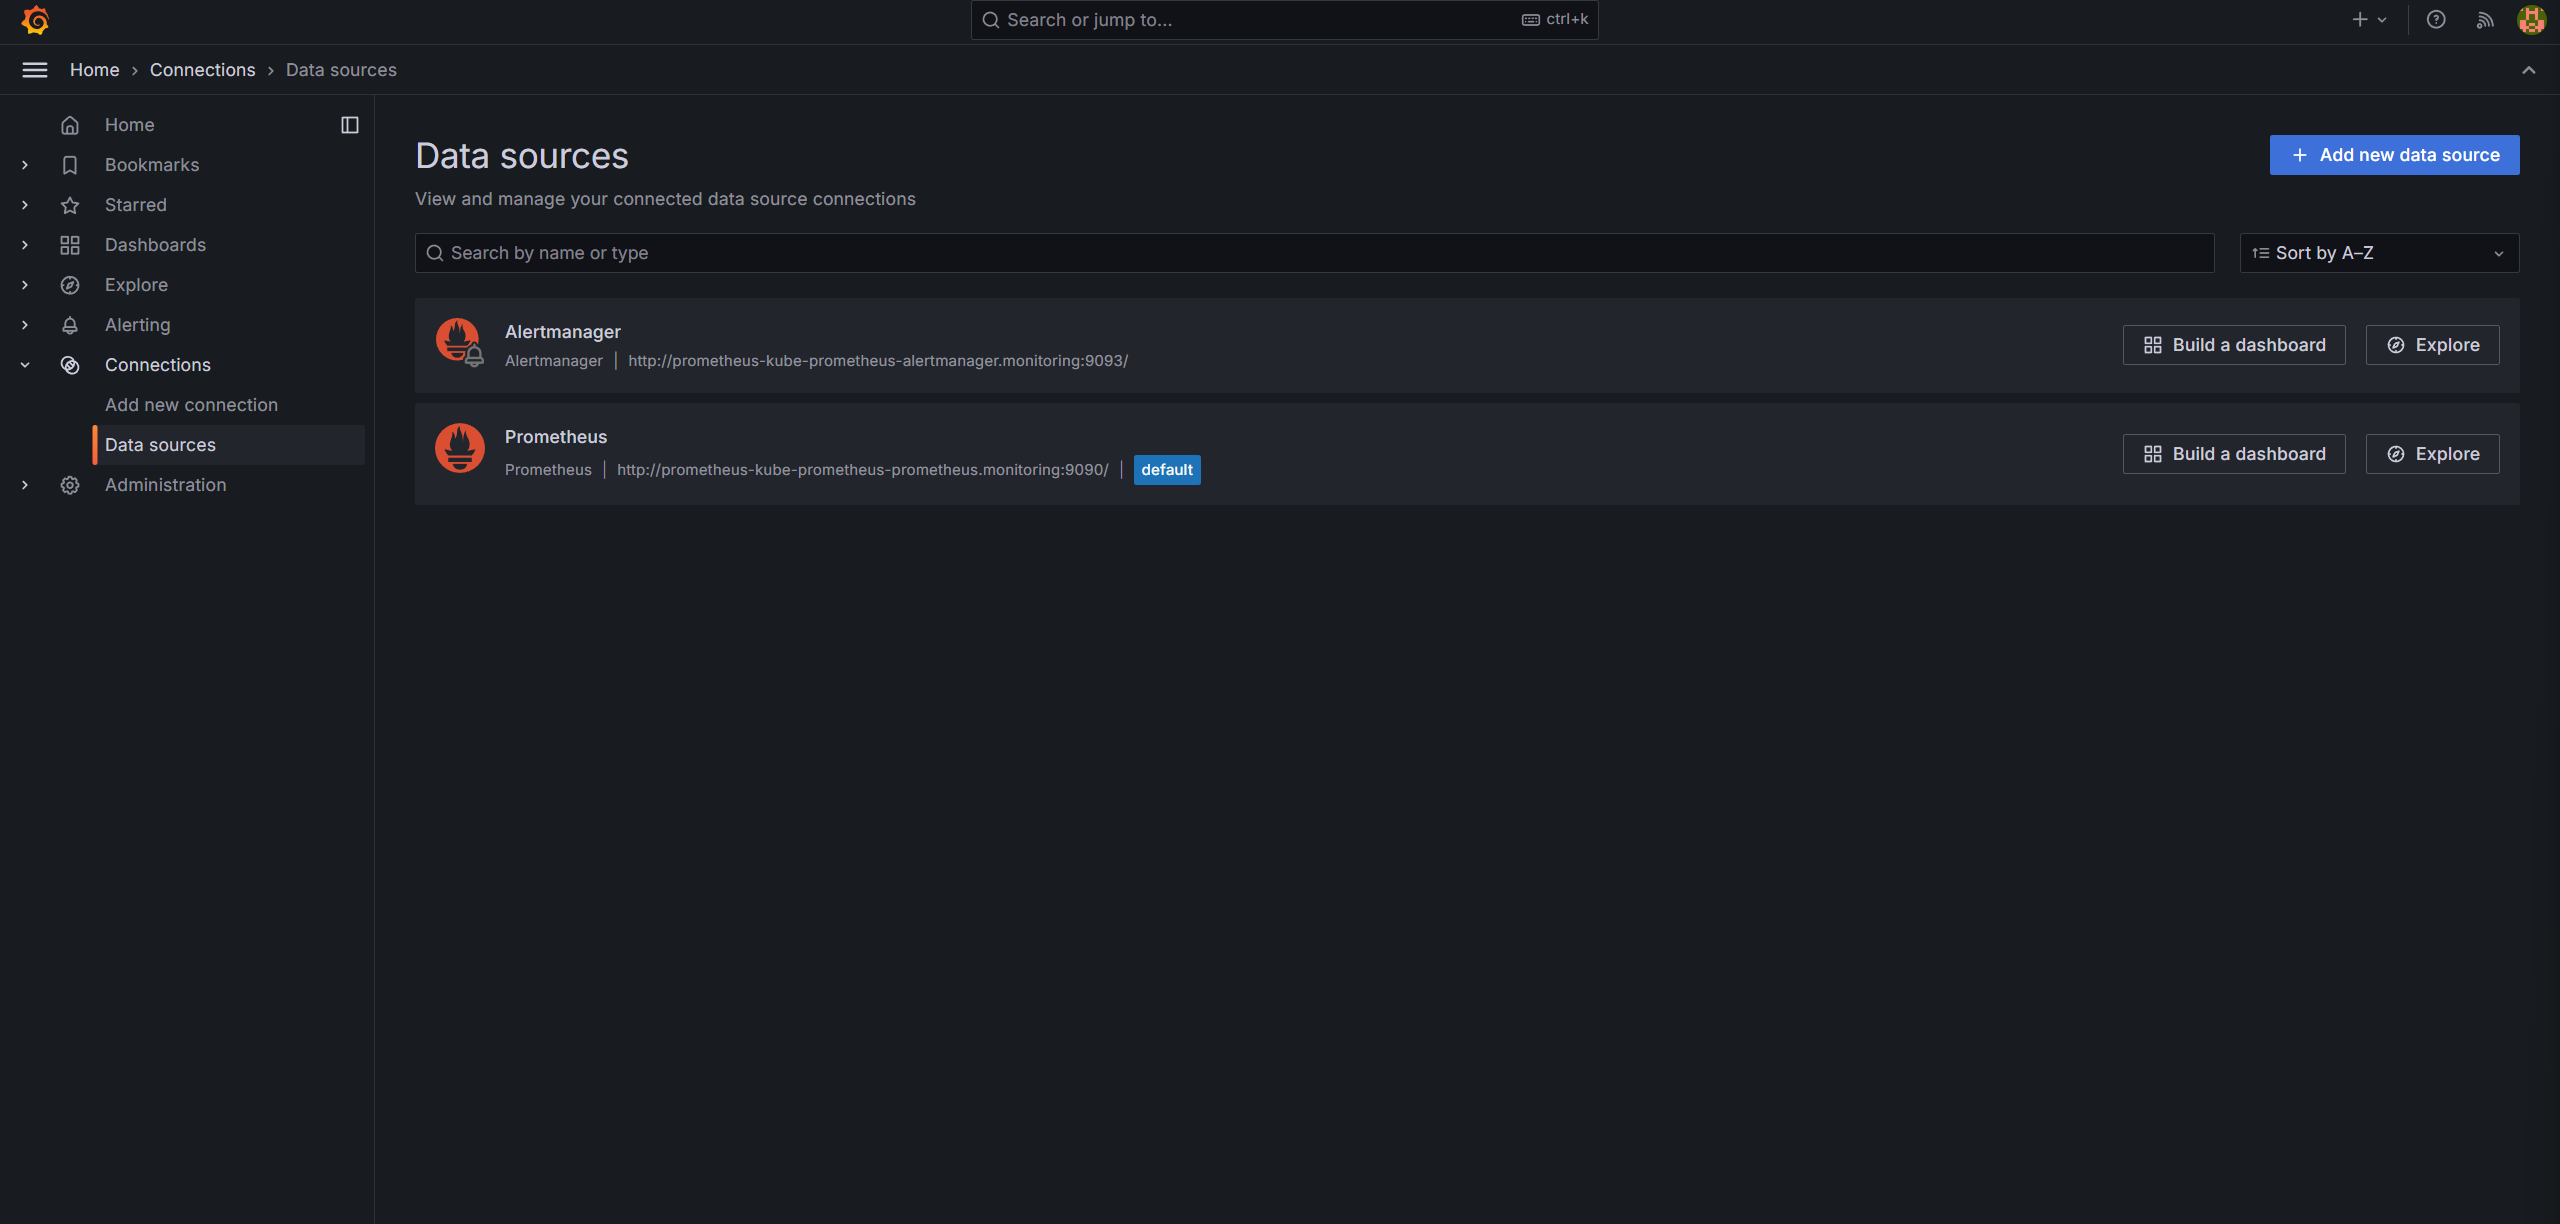 Search or jump to...
ctrl+k
Home
Connections
Data sources
Home
Bookmarks
Starred
Dashboards
Explore
Alerting
Connections
Add new connection
Data sources
Administration
Data sources
Add new data source
View and manage your connected data source connections
Search by name or type
Sort by A–Z
Alertmanager
Alertmanager | http://prometheus-kube-prometheus-alertmanager.monitoring:9093/
Build a dashboard
Explore
Prometheus
Prometheus | http://prometheus-kube-prometheus-prometheus.monitoring:9090/ | default
Build a dashboard
Explore